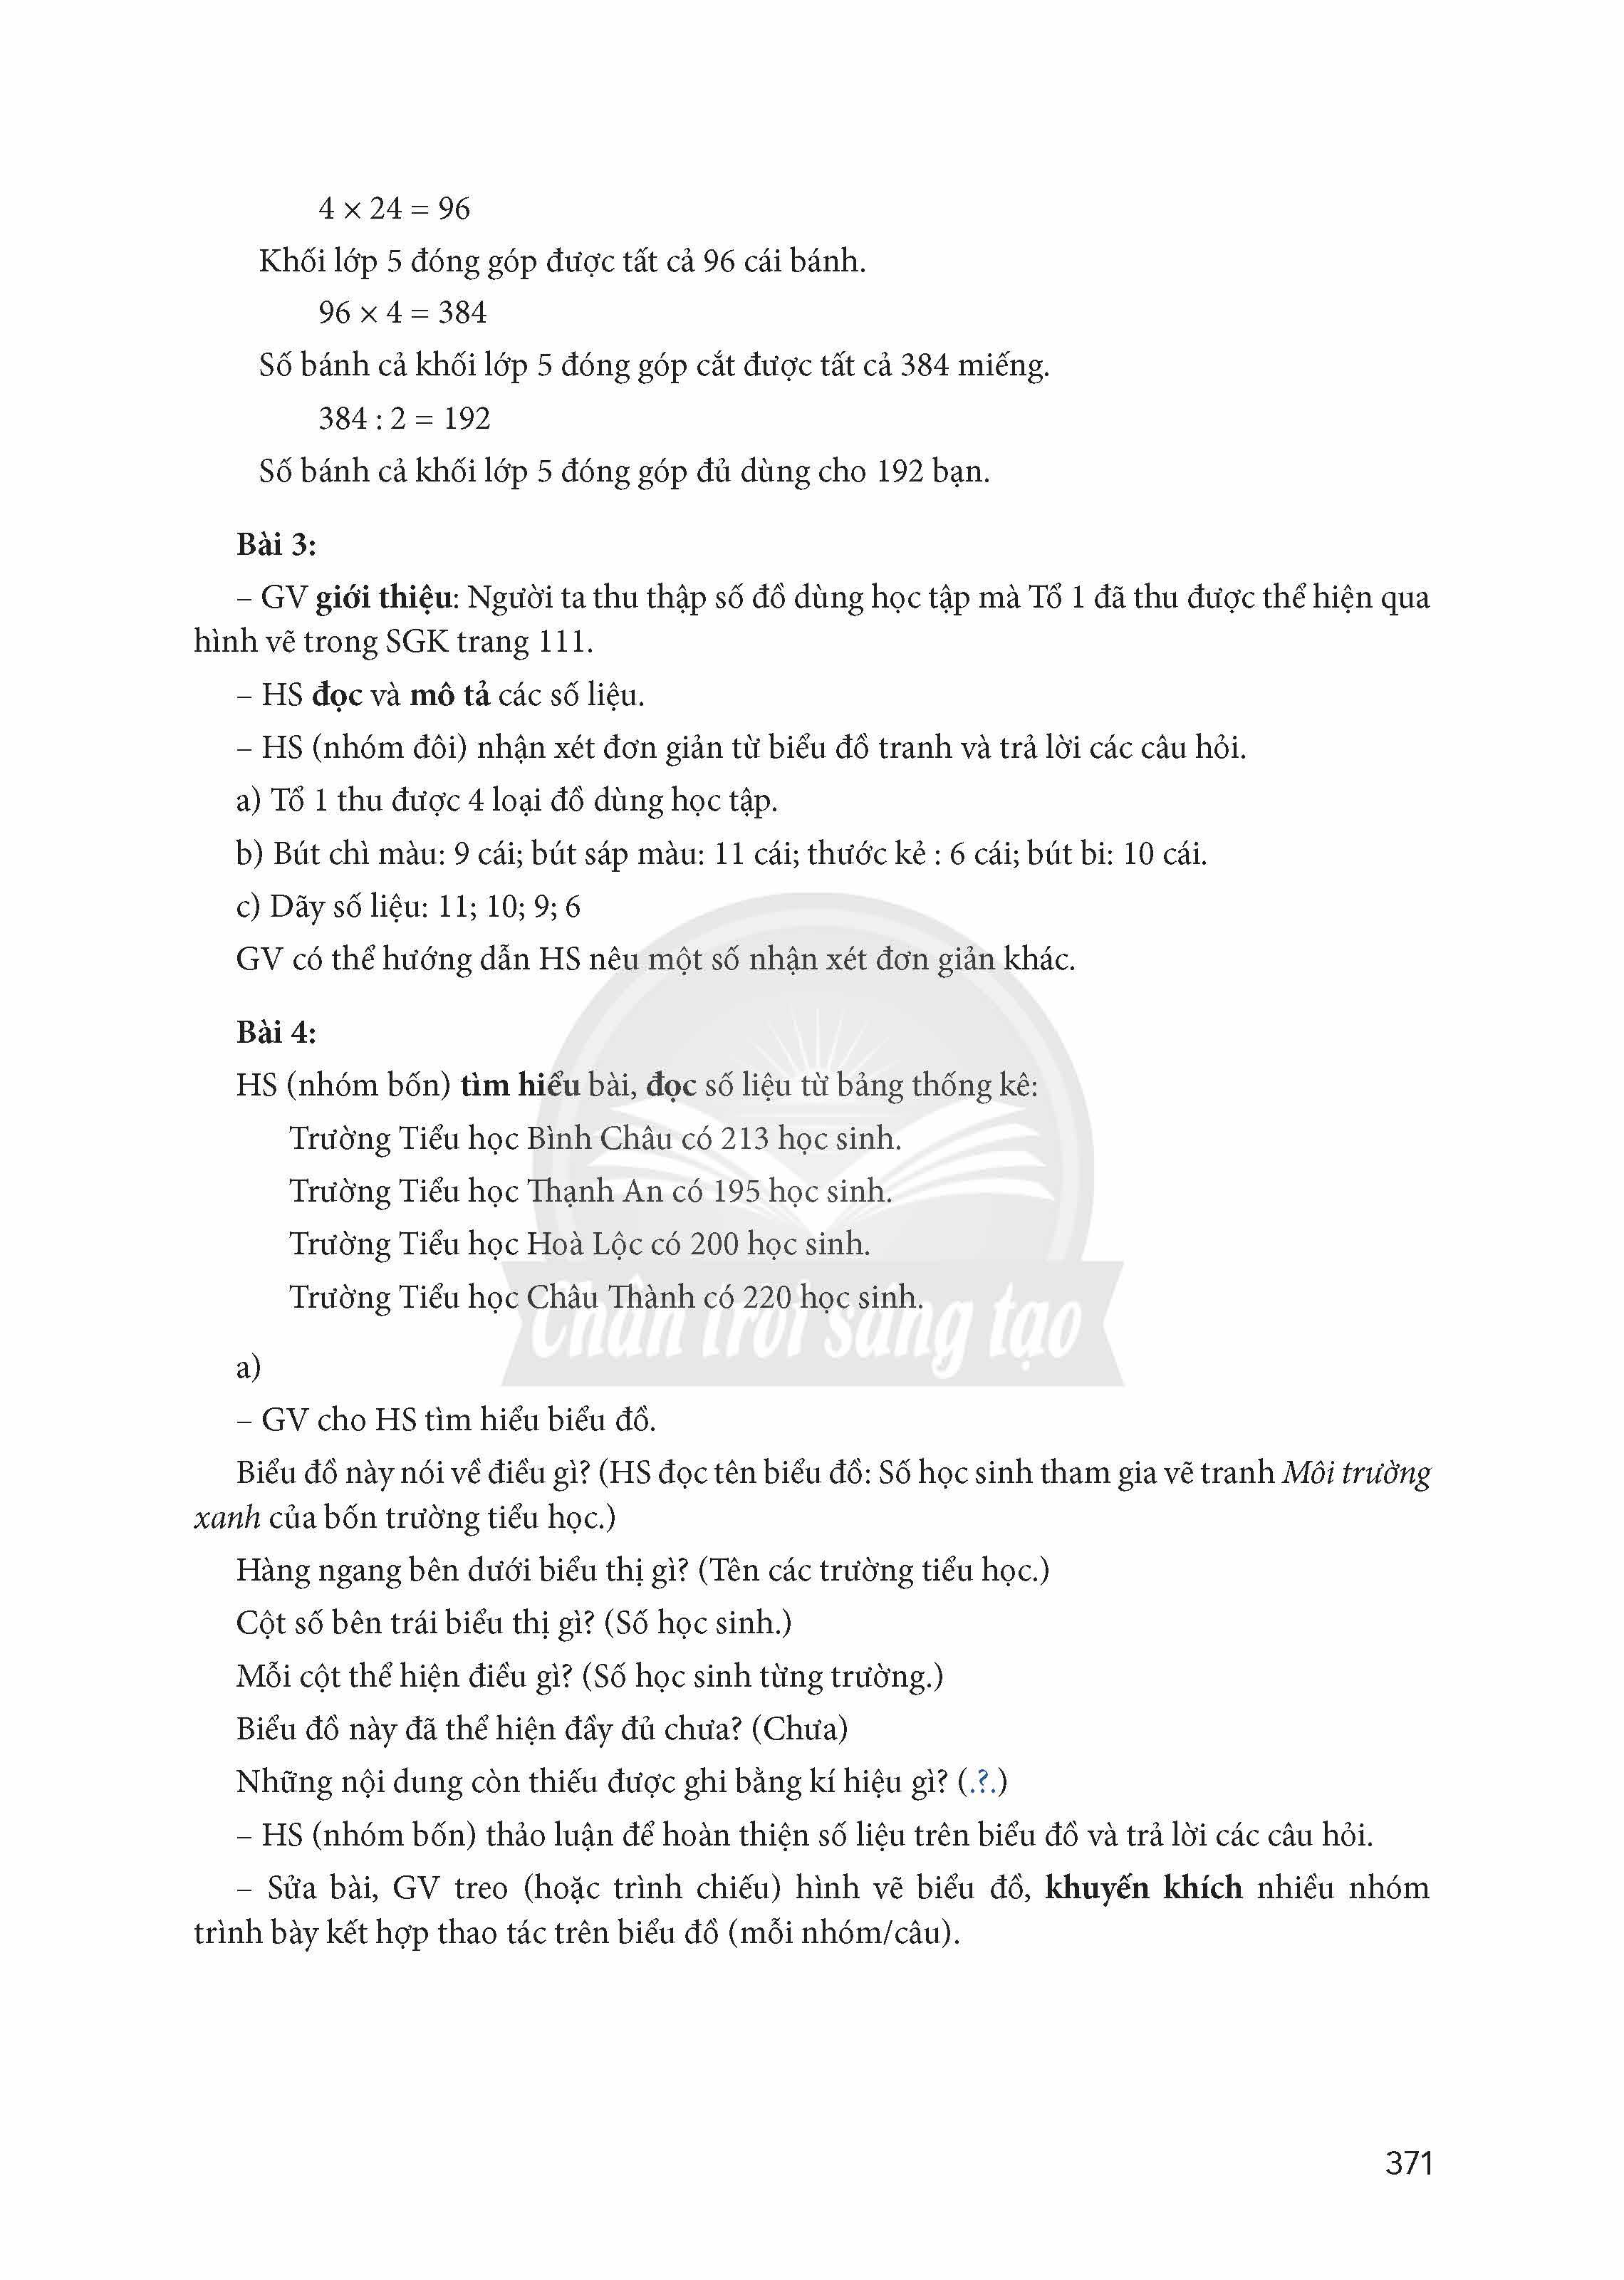 4 × 24 = 96
Khối lớp 5 đóng góp được tất cả 96 cái bánh.
96 × 4 = 384
Số bánh cả khối lớp 5 đóng góp cắt được tất cả 384 miếng.
384 : 2 = 192
Số bánh cả khối lớp 5 đóng góp đủ dùng cho 192 bạn.
Bài 3:
– GV giới thiệu: Người ta thu thập số đồ dùng học tập mà Tổ 1 đã thu được thể hiện qua
hình vẽ trong SGK trang 111.
– HS đọc và mô tả các số liệu.
– HS (nhóm đôi) nhận xét đơn giản từ biểu đồ tranh và trả lời các câu hỏi.
a) Tổ 1 thu được 4 loại đồ dùng học tập.
b) Bút chì màu: 9 cái; bút sáp màu: 11 cái; thước kẻ : 6 cái; bút bi: 10 cái.
c) Dãy số liệu: 11; 10; 9; 6
GV có thể hướng dẫn HS nêu một số nhận xét đơn giản khác.
Bài 4:
HS (nhóm bốn) tìm hiểu bài, đọc số liệu từ bảng thống kê:
Trường Tiểu học Bình Châu có 213 học sinh.
Trường Tiểu học Thạnh An có 195 học sinh.
Trường Tiểu học Hoà Lộc có 200 học sinh.
Trường Tiểu học Châu Thành có 220 học sinh.
Chân trời sáng tạo
a)
– GV cho HS tìm hiểu biểu đồ.
Biểu đồ này nói về điều gì? (HS đọc tên biểu đồ: Số học sinh tham gia vẽ tranh Môi trường
xanh của bốn trường tiểu học.)
Hàng ngang bên dưới biểu thị gì? (Tên các trường tiểu học.)
Cột số bên trái biểu thị gì? (Số học sinh.)
Mỗi cột thể hiện điều gì? (Số học sinh từng trường.)
Biểu đồ này đã thể hiện đầy đủ chưa? (Chưa)
Những nội dung còn thiếu được ghi bằng kí hiệu gì? (.?.)
– HS (nhóm bốn) thảo luận để hoàn thiện số liệu trên biểu đồ và trả lời các câu hỏi.
– Sửa bài, GV treo (hoặc trình chiếu) hình vẽ biểu đồ, khuyến khích nhiều nhóm
trình bày kết hợp thao tác trên biểu đồ (mỗi nhóm/câu).
371